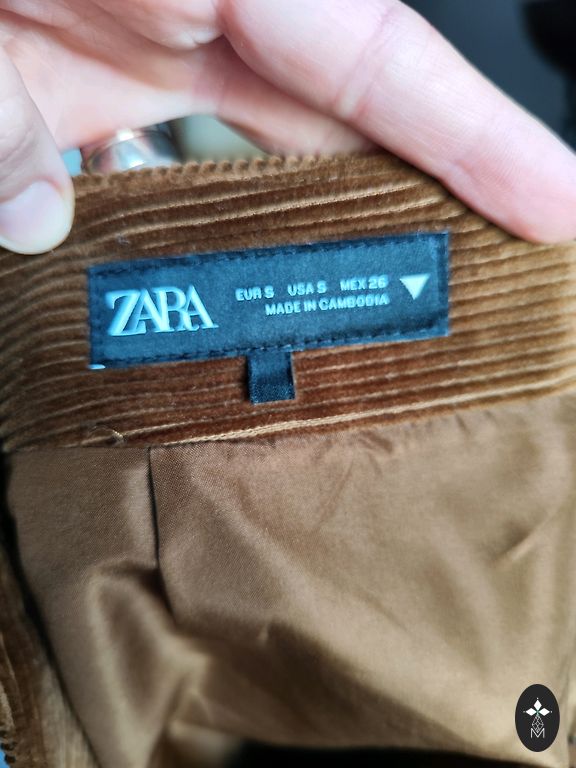 ZARA
EUR S USA S MEX 26
MADE IN CAMBODIA
M